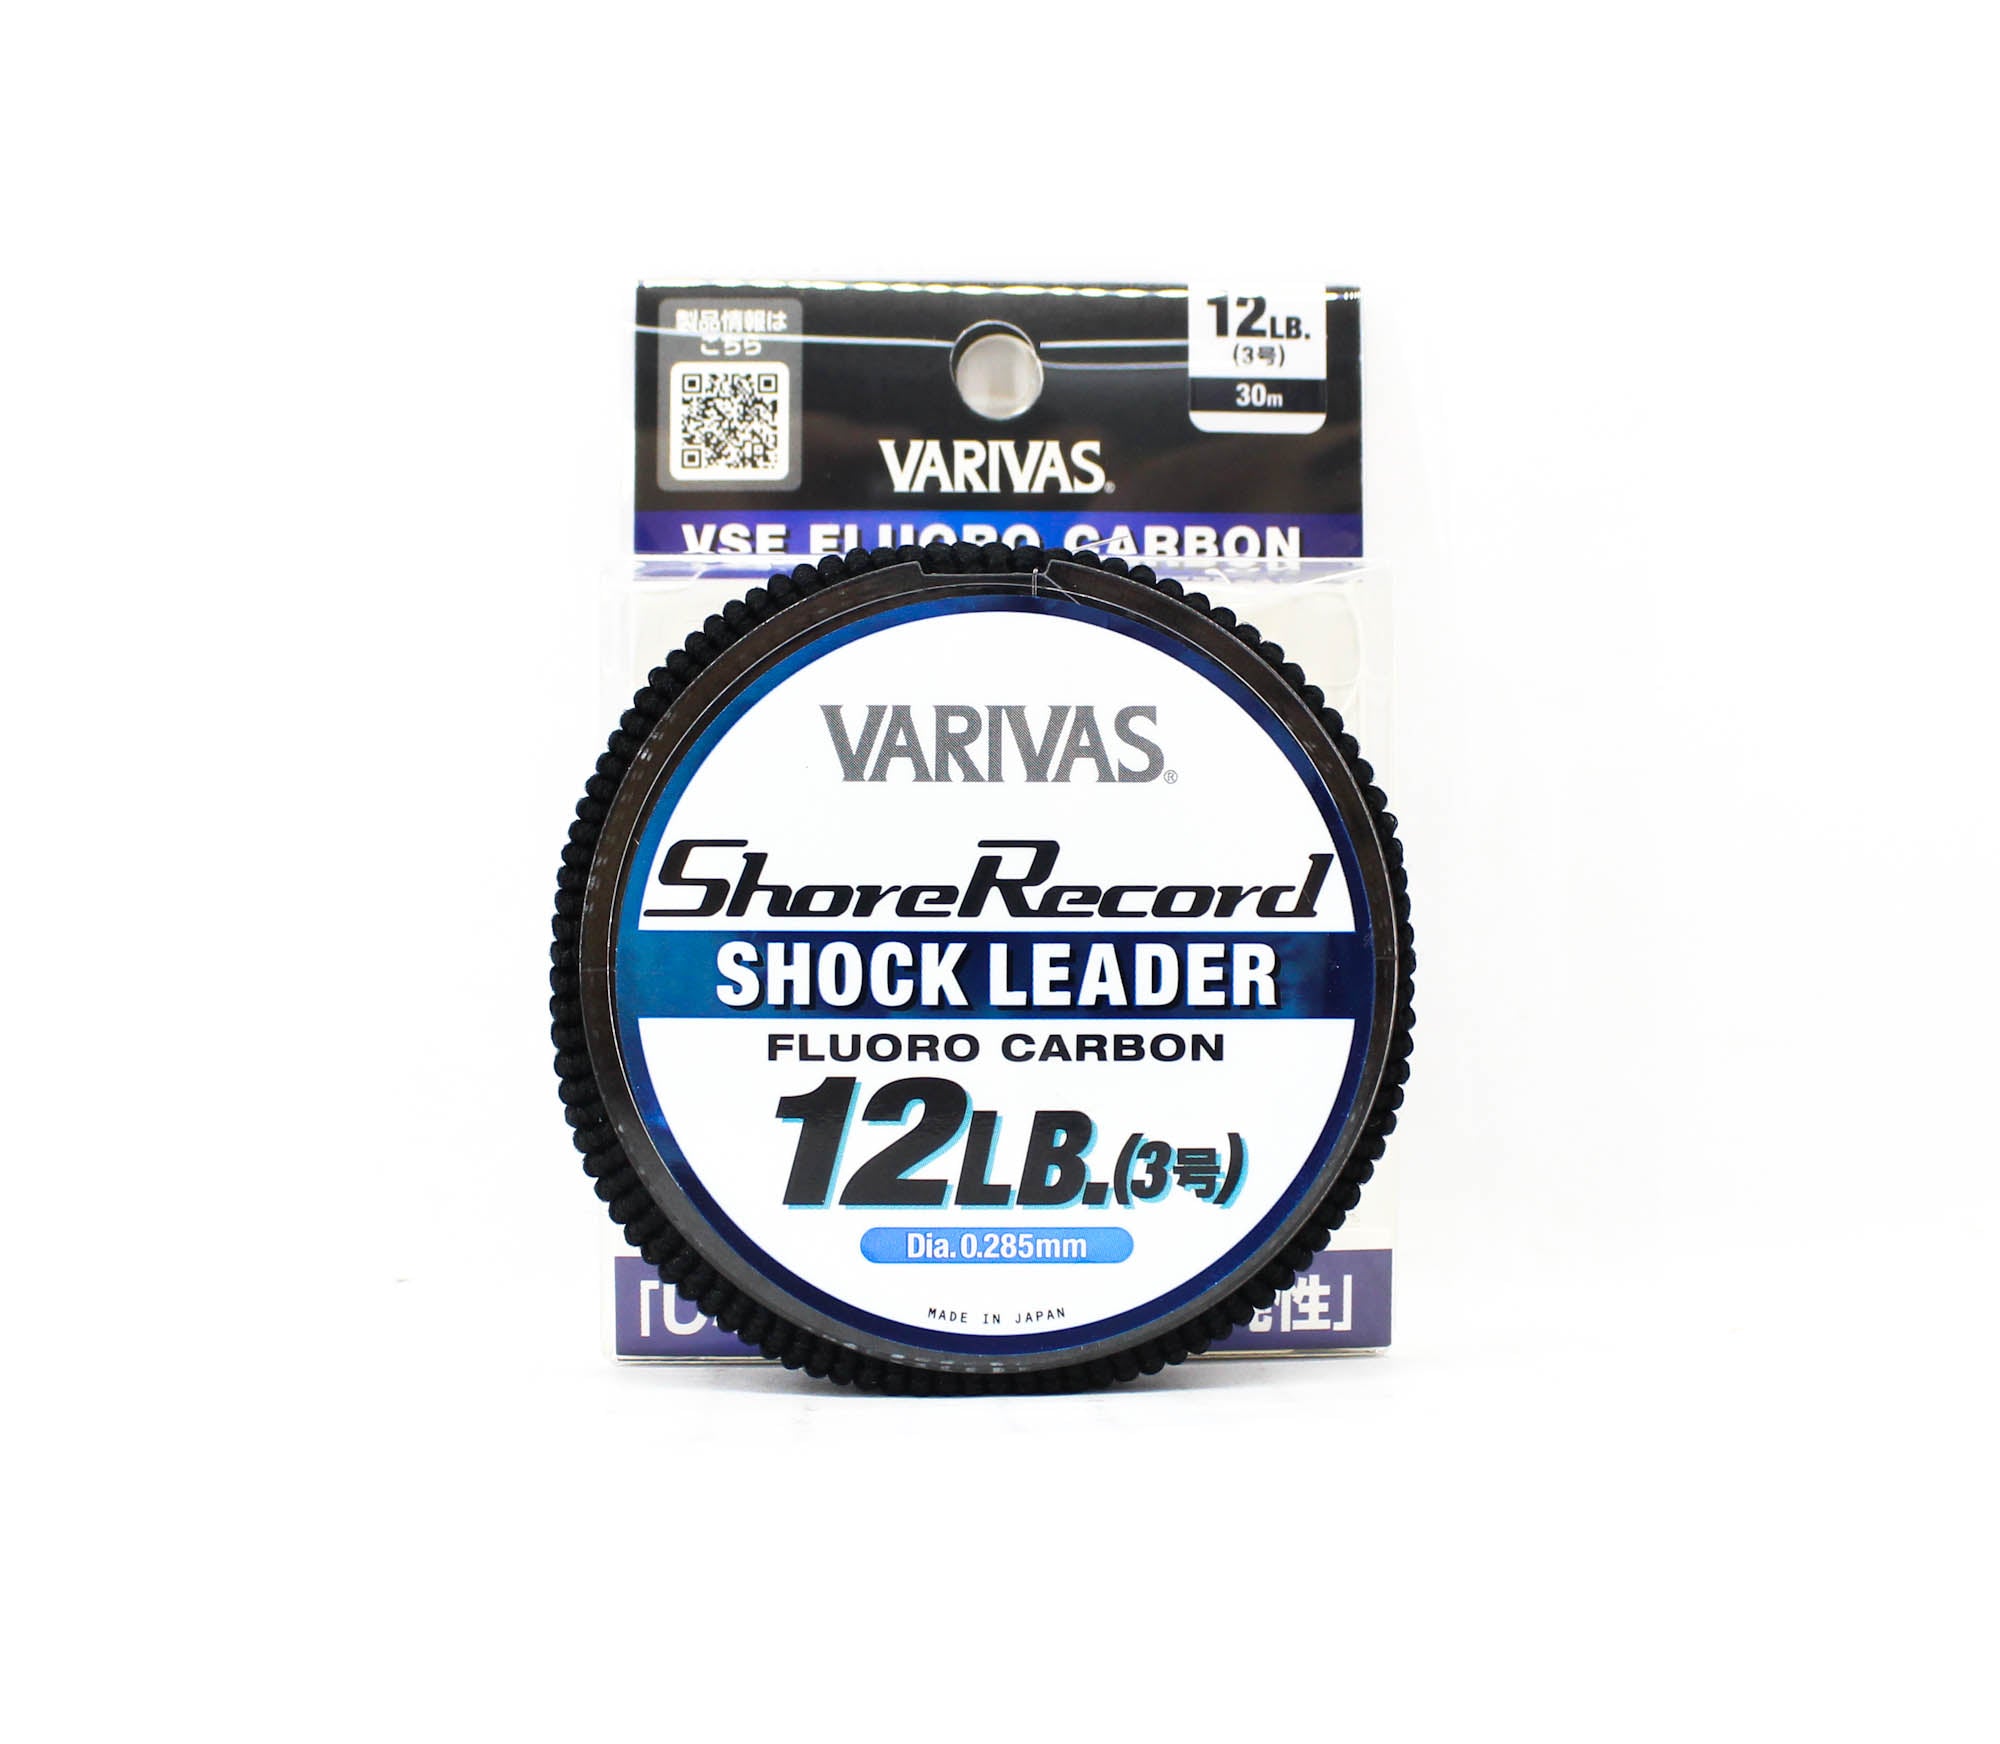 製品情報は
こちら
12LB.
(3号)
30m
VARIVAS®
VSE FLUORO CARBON
VARIVAS®
ShoreRecord
SHOCK LEADER
FLUORO CARBON
12LB.(3号)
Dia. 0.285mm
MADE IN JAPAN
性」